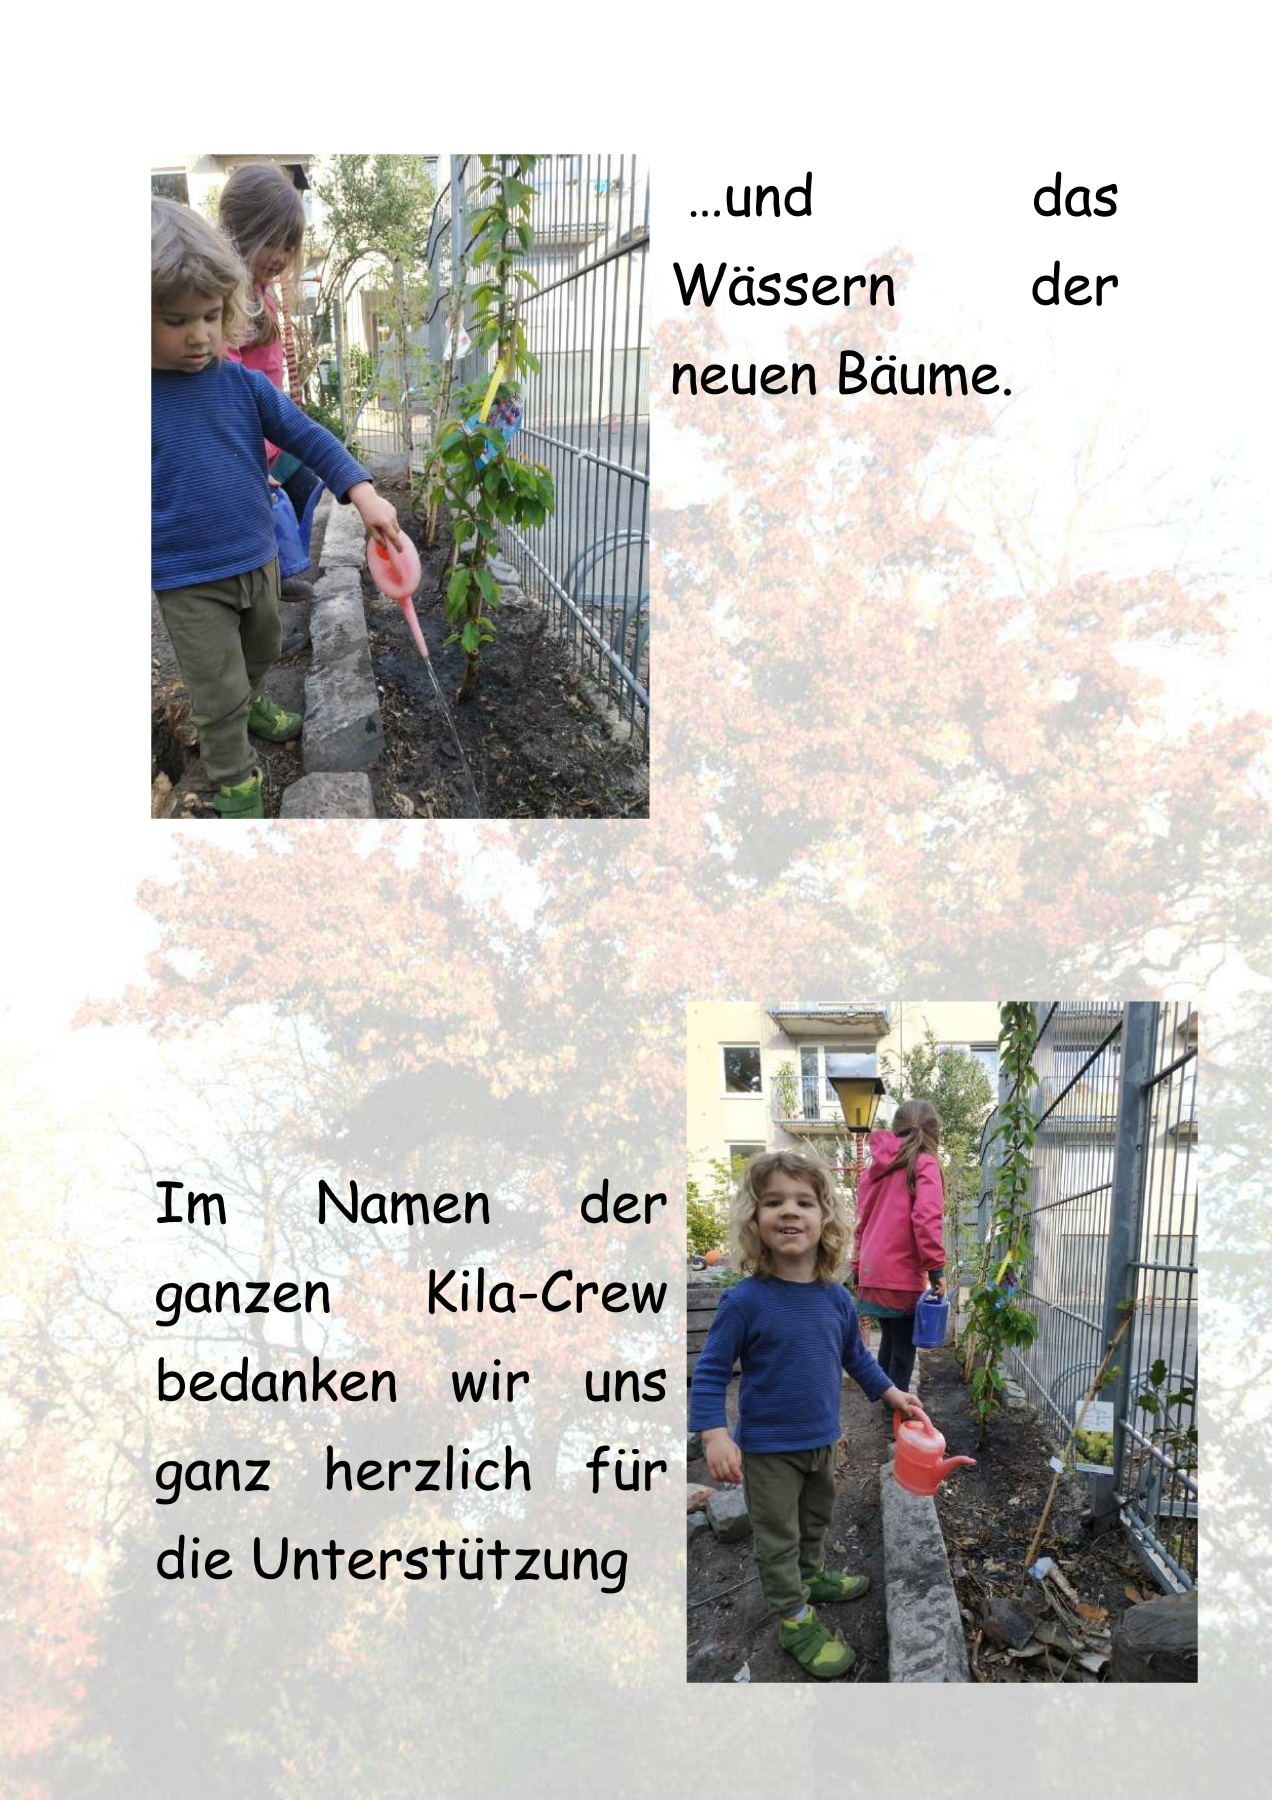 …und das
Wässern der
neuen Bäume.
Im Namen der
ganzen Kila-Crew
bedanken wir uns
ganz herzlich für
die Unterstützung